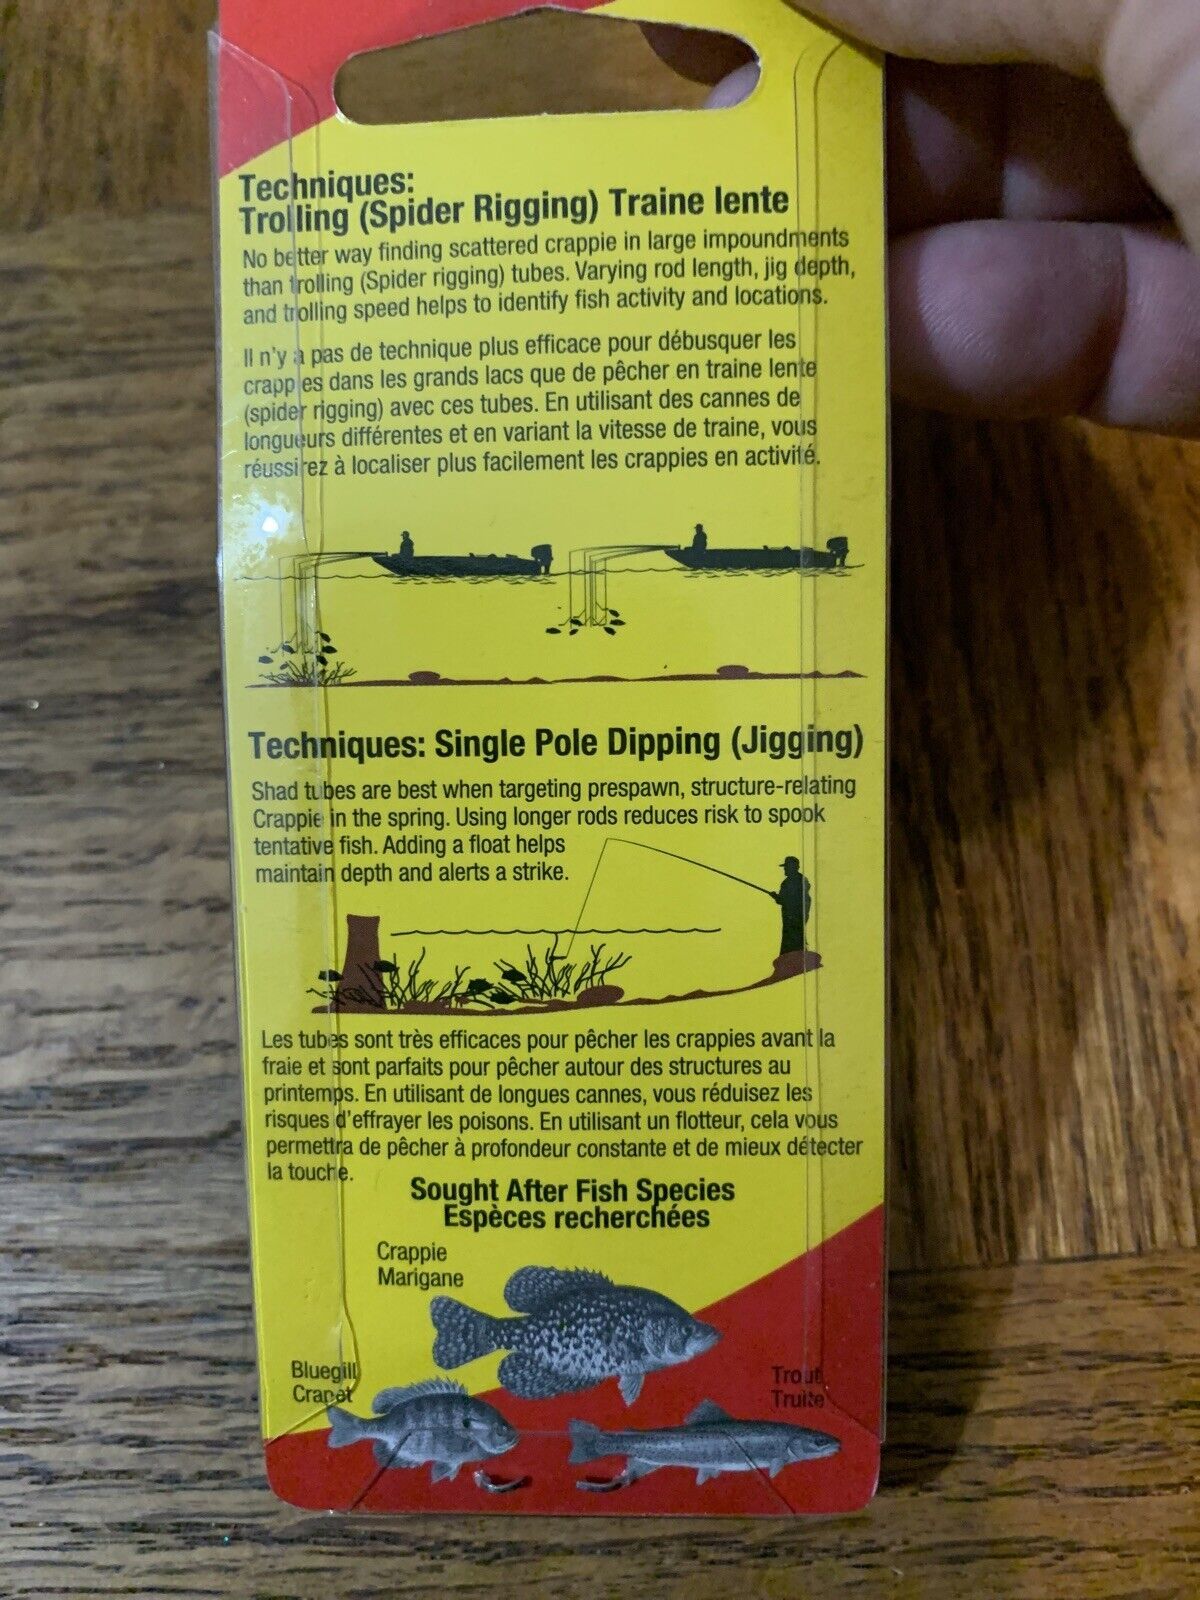 Techniques:
Trolling (Spider Rigging) Traine lente
No better way finding scattered crappie in large impoundments
than trolling (Spider rigging) tubes. Varying rod length, jig depth,
and trolling speed helps to identify fish activity and locations.
Il n'y a pas de technique plus efficace pour débusquer les
crappies dans les grands lacs que de pêcher en traine lente
(spider rigging) avec ces tubes. En utilisant des cannes de
longueurs différentes et en variant la vitesse de traine, vous
réussirez à localiser plus facilement les crappies en activité.
Techniques: Single Pole Dipping (Jigging)
Shad tubes are best when targeting prespawn, structure-relating
Crappie in the spring. Using longer rods reduces risk to spook
tentative fish. Adding a float helps
maintain depth and alerts a strike.
Les tubes sont très efficaces pour pêcher les crappies avant la
fraie et sont parfaits pour pêcher autour des structures au
printemps. En utilisant de longues cannes, vous réduisez les
risques d'effrayer les poisons. En utilisant un flotteur, cela vous
permettra de pêcher à profondeur constante et de mieux détecter
la touche.
Sought After Fish Species
Espèces recherchées
Crappie
Marigane
Bluegill
Crapet
Trout
Truite